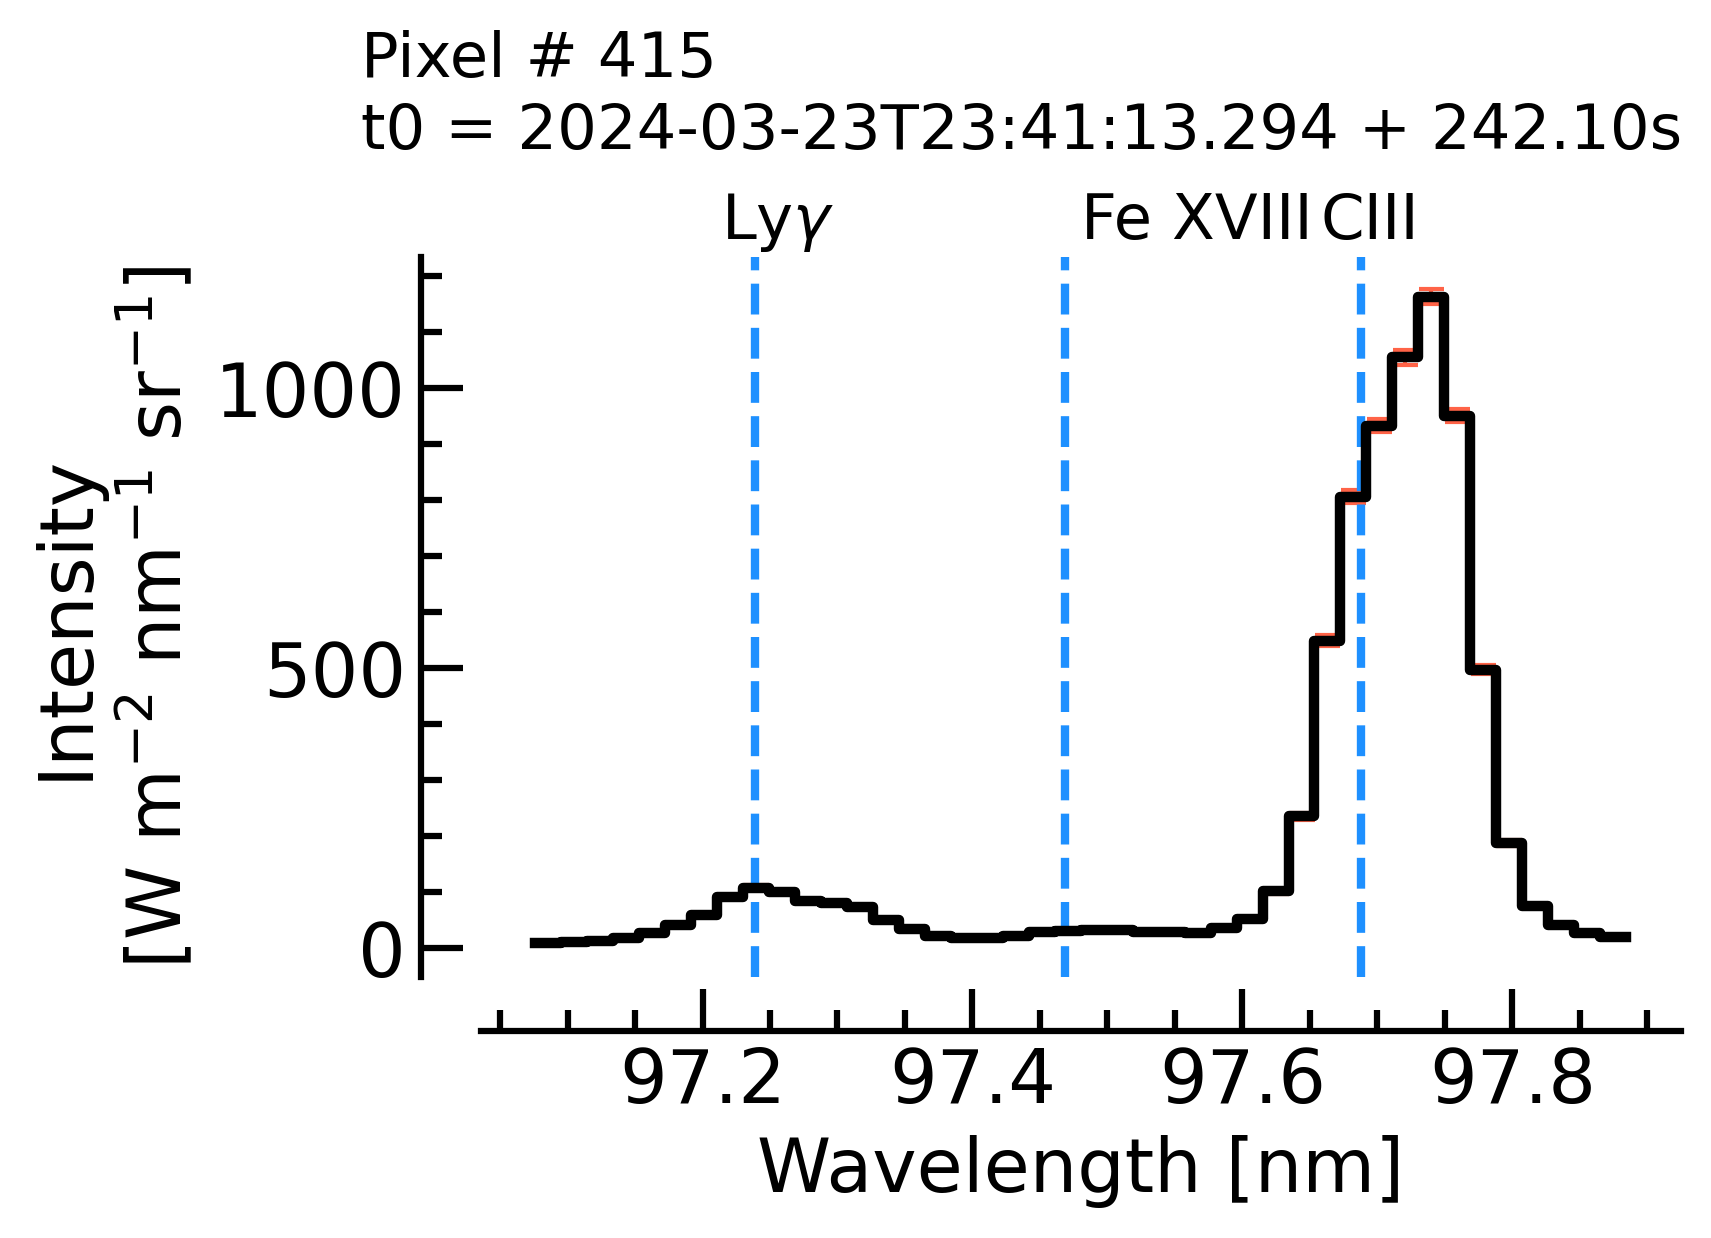 Pixel # 415
t0 = 2024-03-23T23:41:13.294 + 242.10s
Lyγ Fe XVIII CIII
Intensity
[W m⁻² nm⁻¹ sr⁻¹]
1000
500
0
97.2 97.4 97.6 97.8
Wavelength [nm]